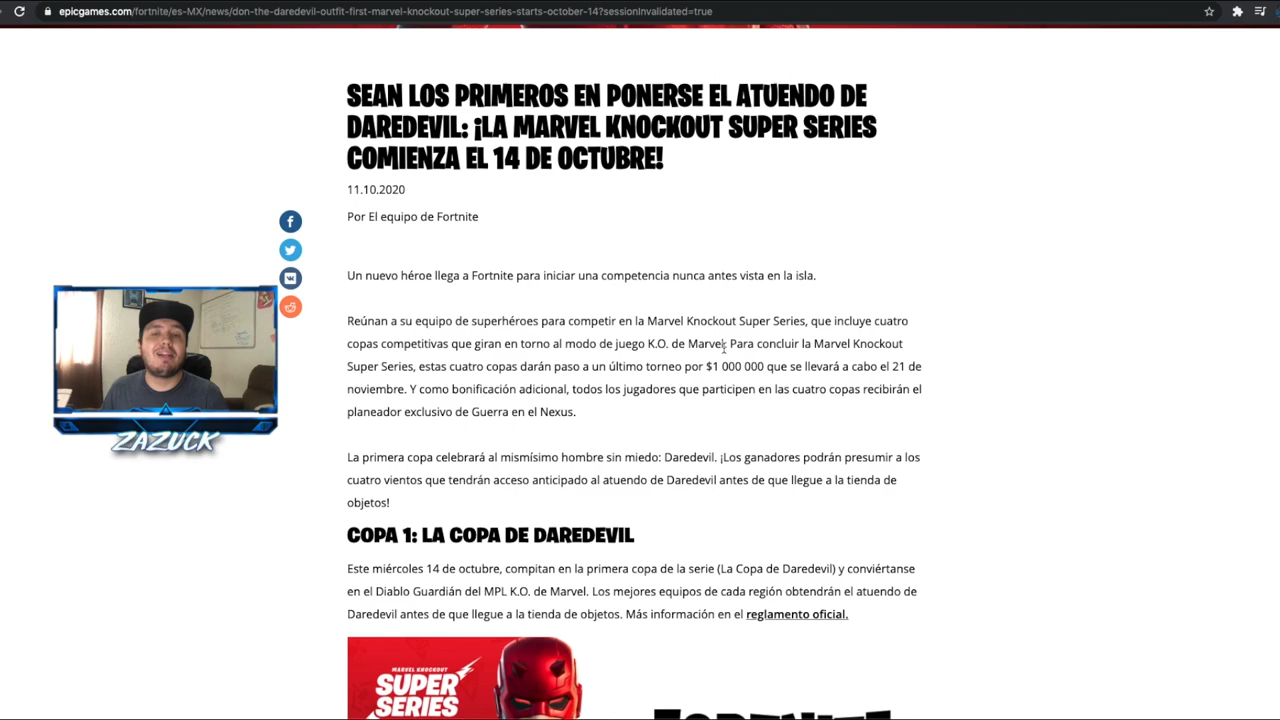 epicgames.com/fortnite/es-MX/news/don-the-daredevil-outfit-first-marvel-knockout-super-series-starts-october-14?sessionInvalidated=true
SEAN LOS PRIMEROS EN PONERSE EL ATUENDO DE
DAREDEVIL: ¡LA MARVEL KNOCKOUT SUPER SERIES
COMIENZA EL 14 DE OCTUBRE!
11.10.2020
Por El equipo de Fortnite
Un nuevo héroe llega a Fortnite para iniciar una competencia nunca antes vista en la isla.
Reúnan a su equipo de superhéroes para competir en la Marvel Knockout Super Series, que incluye cuatro
copas competitivas que giran en torno al modo de juego K.O. de Marvel. Para concluir la Marvel Knockout
Super Series, estas cuatro copas darán paso a un último torneo por $1 000 000 que se llevará a cabo el 21 de
noviembre. Y como bonificación adicional, todos los jugadores que participen en las cuatro copas recibirán el
planeador exclusivo de Guerra en el Nexus.
La primera copa celebrará al mismísimo hombre sin miedo: Daredevil. ¡Los ganadores podrán presumir a los
cuatro vientos que tendrán acceso anticipado al atuendo de Daredevil antes de que llegue a la tienda de
objetos!
COPA 1: LA COPA DE DAREDEVIL
Este miércoles 14 de octubre, compitan en la primera copa de la serie (La Copa de Daredevil) y conviértanse
en el Diablo Guardián del MPL K.O. de Marvel. Los mejores equipos de cada región obtendrán el atuendo de
Daredevil antes de que llegue a la tienda de objetos. Más información en el reglamento oficial.
MARVEL KNOCKOUT
SUPER
SERIES
FORTNITE
ZAZUCK